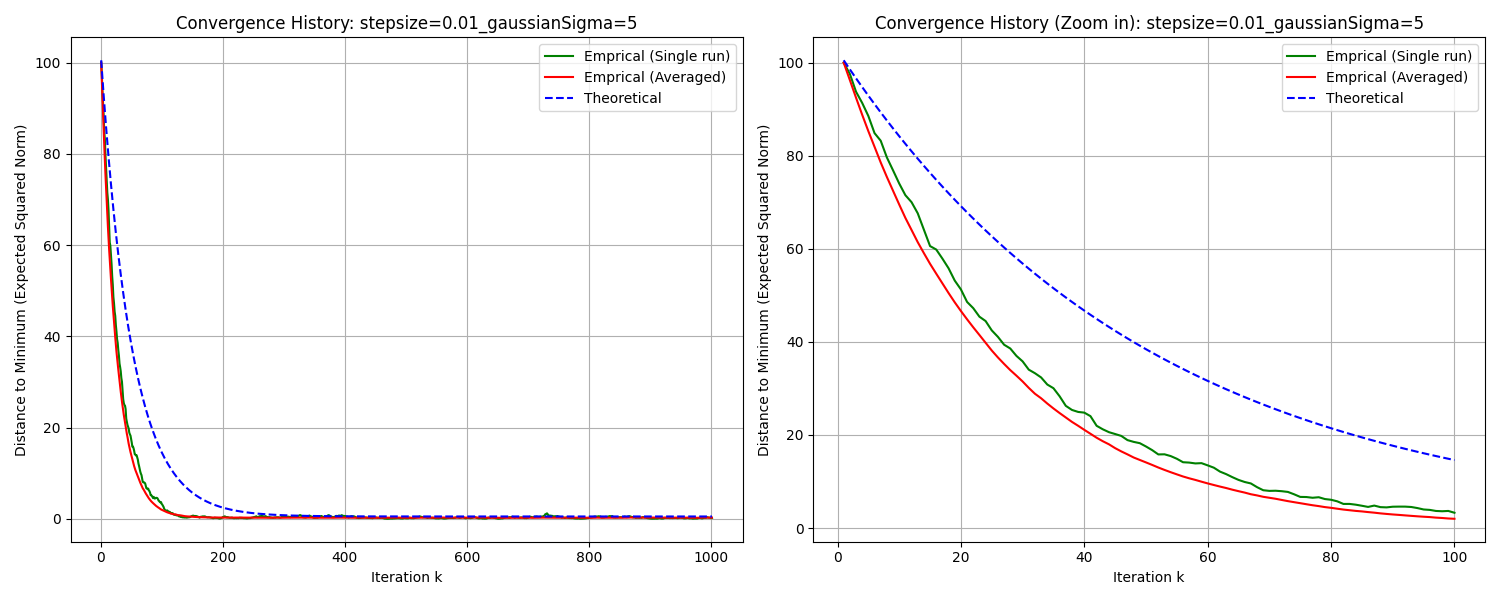 Convergence History: stepsize=0.01_gaussianSigma=5
Emprical (Single run)
Emprical (Averaged)
Theoretical
Distance to Minimum (Expected Squared Norm)
100
80
60
40
20
0
0 200 400 600 800 1000
Iteration k
Convergence History (Zoom in): stepsize=0.01_gaussianSigma=5
Emprical (Single run)
Emprical (Averaged)
Theoretical
Distance to Minimum (Expected Squared Norm)
100
80
60
40
20
0
0 20 40 60 80 100
Iteration k